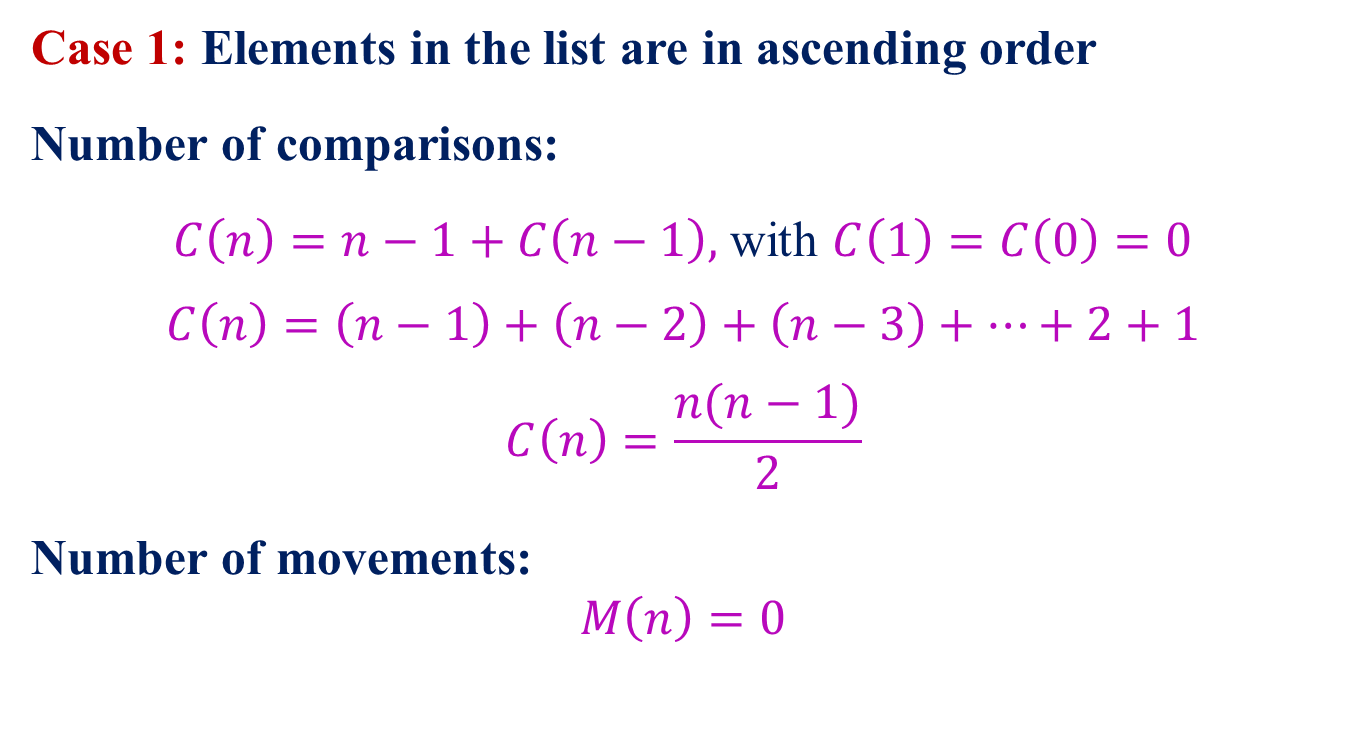 Case 1: Elements in the list are in ascending order
Number of comparisons:
C(n) = n − 1 + C(n − 1), with C(1) = C(0) = 0
C(n) = (n − 1) + (n − 2) + (n − 3) + ⋯ + 2 + 1
C(n) = n(n − 1) / 2
Number of movements:
M(n) = 0